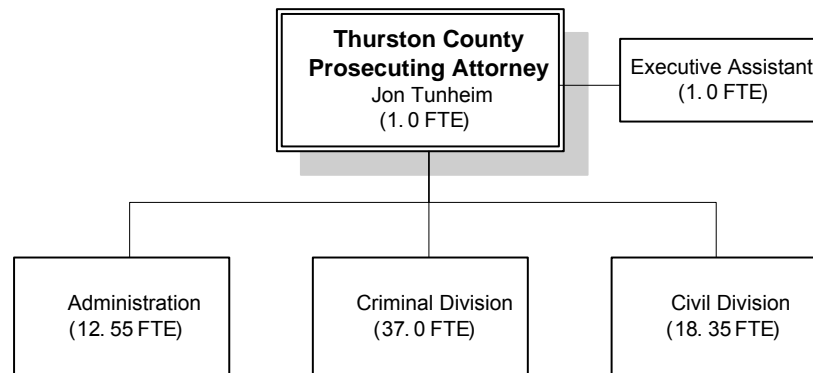 Thurston County
Prosecuting Attorney
Jon Tunheim
(1.0 FTE)
Executive Assistant
(1.0 FTE)
Administration
(12.55 FTE)
Criminal Division
(37.0 FTE)
Civil Division
(18.35 FTE)